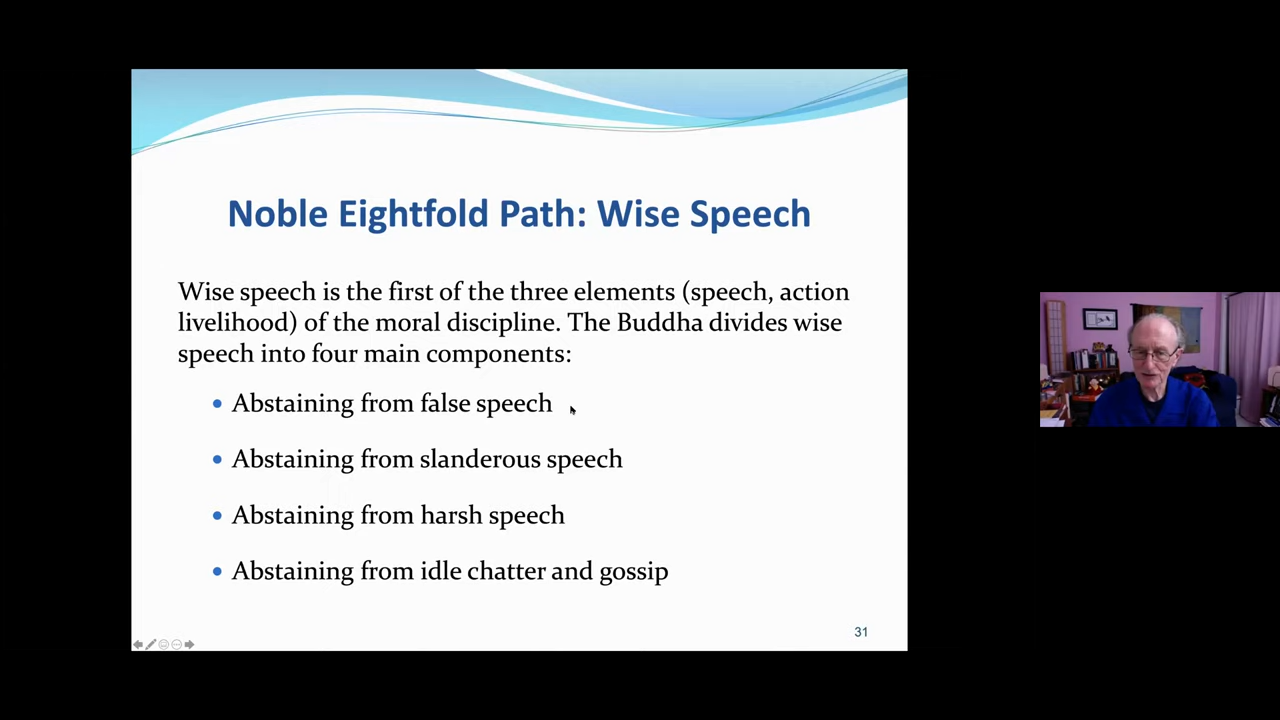 Noble Eightfold Path: Wise Speech
Wise speech is the first of the three elements (speech, action
livelihood) of the moral discipline. The Buddha divides wise
speech into four main components:
• Abstaining from false speech
• Abstaining from slanderous speech
• Abstaining from harsh speech
• Abstaining from idle chatter and gossip
31